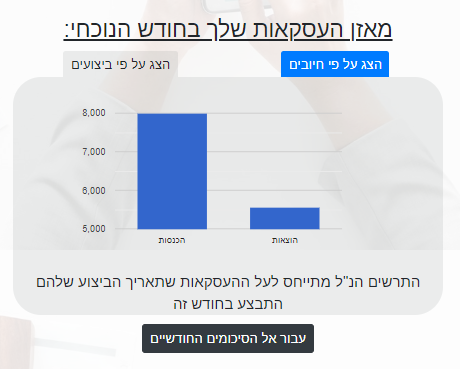 מאזן העסקאות שלך בחודש הנוכחי:
הצג על פי חיובים
הצג על פי ביצועים
8,000
7,000
6,000
5,000
הכנסות
הוצאות
התרשים הנ"ל מתייחס לעל ההעסקאות שתאריך הביצוע שלהם
התבצע בחודש זה
עבור אל הסיכומים החודשיים